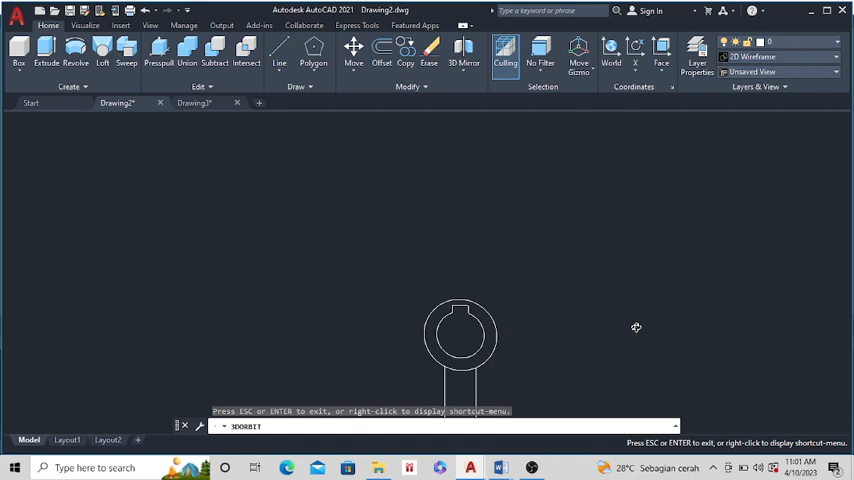 Autodesk AutoCAD 2021 Drawing2.dwg
Type a keyword or phrase
Sign In
Home Visualize Insert View Manage Output Add-ins Express Tools Featured Apps
Box Extrude Revolve Loft Sweep Presspull Union Subtract Intersect Line Polygon Move Offset Copy Erase 3D Mirror Culling No Filter Move Gizmo World X Face Layer Properties
0
2D Wireframe
Unsaved View
Create Edit Draw Modify Selection Coordinates Layers & View
Start Drawing2* Drawing3*
Press ESC or ENTER to exit, or right-click to display shortcut-menu.
3DORBIT
Model Layout1 Layout2
Press ESC or ENTER to exit, or right-click to display shortcut-menu.
Type here to search
28°C Sebagian cerah
11:01 AM
4/10/2023
2